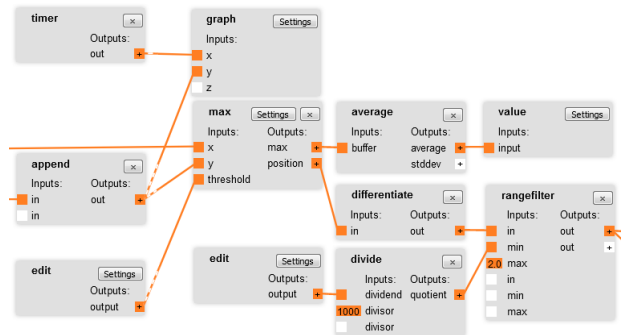 timer ×
Outputs:
out +
graph Settings
Inputs:
x
y
z
max Settings ×
Inputs: Outputs:
x max +
y position +
threshold
average ×
Inputs: Outputs:
buffer average +
stddev +
value Settings
Inputs:
input
append ×
Inputs: Outputs:
in out +
in
differentiate ×
Inputs: Outputs:
in out +
rangefilter ×
Inputs: Outputs:
in out +
min out +
2.0 max
in
min
max
edit Settings
Outputs:
output +
edit Settings
Outputs:
output +
divide ×
Inputs: Outputs:
dividend quotient +
1000 divisor
divisor